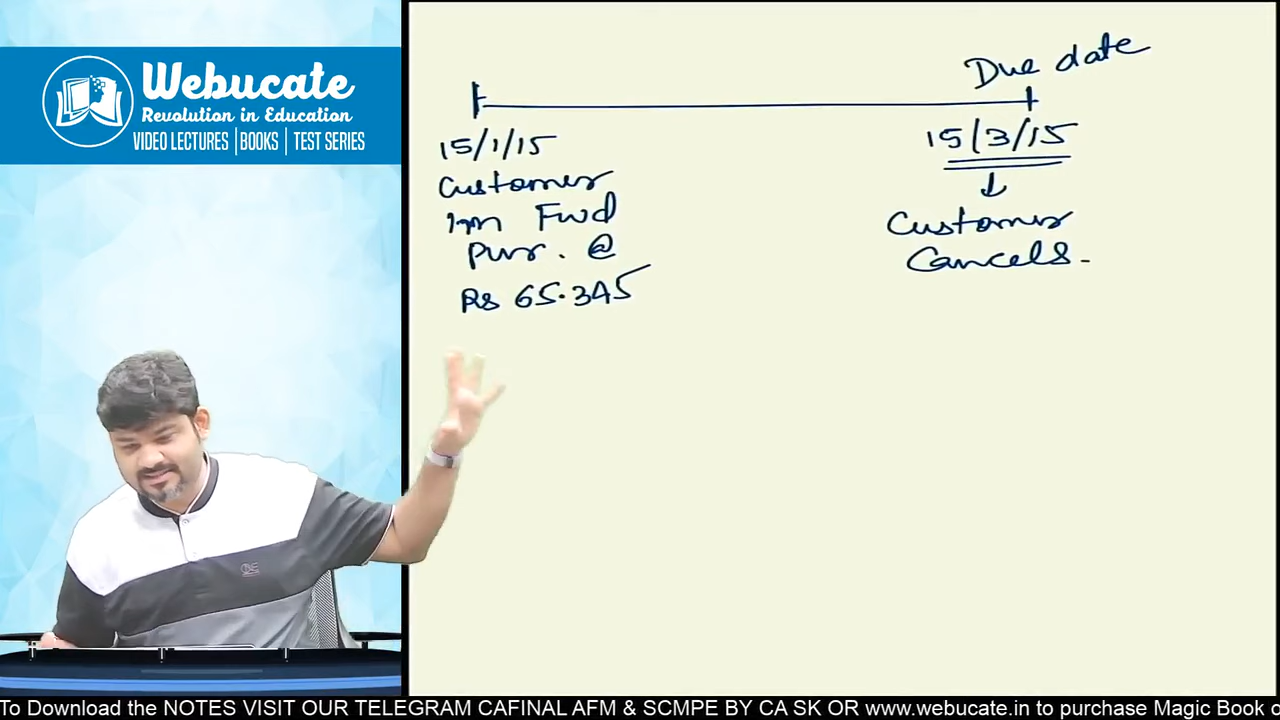 Webucate
Revolution in Education
VIDEO LECTURES | BOOKS | TEST SERIES
Due date
15/1/15
15/3/15
Customer
Fwd
Pur. @
Rs 65.345
Customer
Cancels.
To Download the NOTES VISIT OUR TELEGRAM CAFINAL AFM & SCMPE BY CA SK OR www.webucate.in to purchase Magic Book